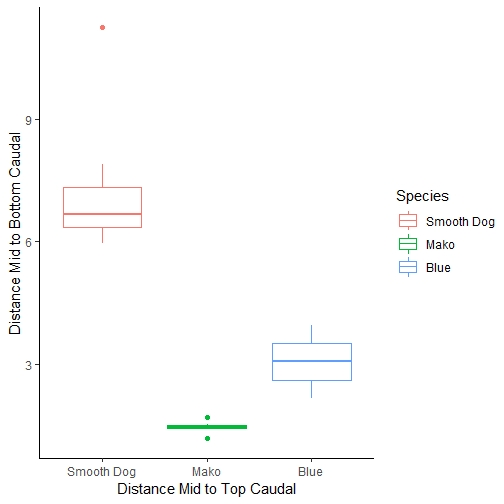 Distance Mid to Bottom Caudal
9
6
3
Smooth Dog Mako Blue
Distance Mid to Top Caudal
Species
Smooth Dog
Mako
Blue